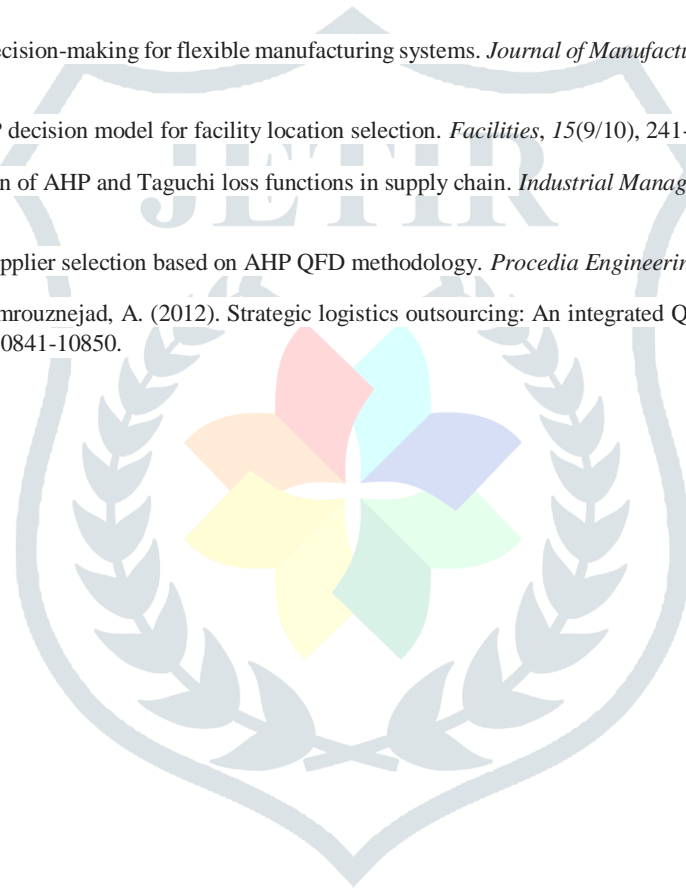 ecision-making for flexible manufacturing systems. Journal of Manufactu
P decision model for facility location selection. Facilities, 15(9/10), 241-
n of AHP and Taguchi loss functions in supply chain. Industrial Manag
JETIR
pplier selection based on AHP QFD methodology. Procedia Engineerin
mrouznejad, A. (2012). Strategic logistics outsourcing: An integrated Q
0841-10850.